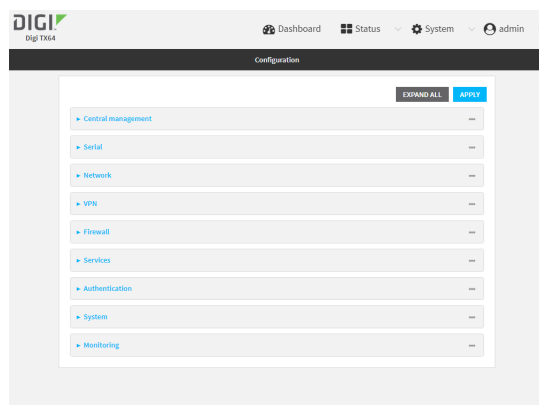 DIGI
Digi TX64
Dashboard Status System admin
Configuration
EXPAND ALL APPLY
Central management
Serial
Network
VPN
Firewall
Services
Authentication
System
Monitoring